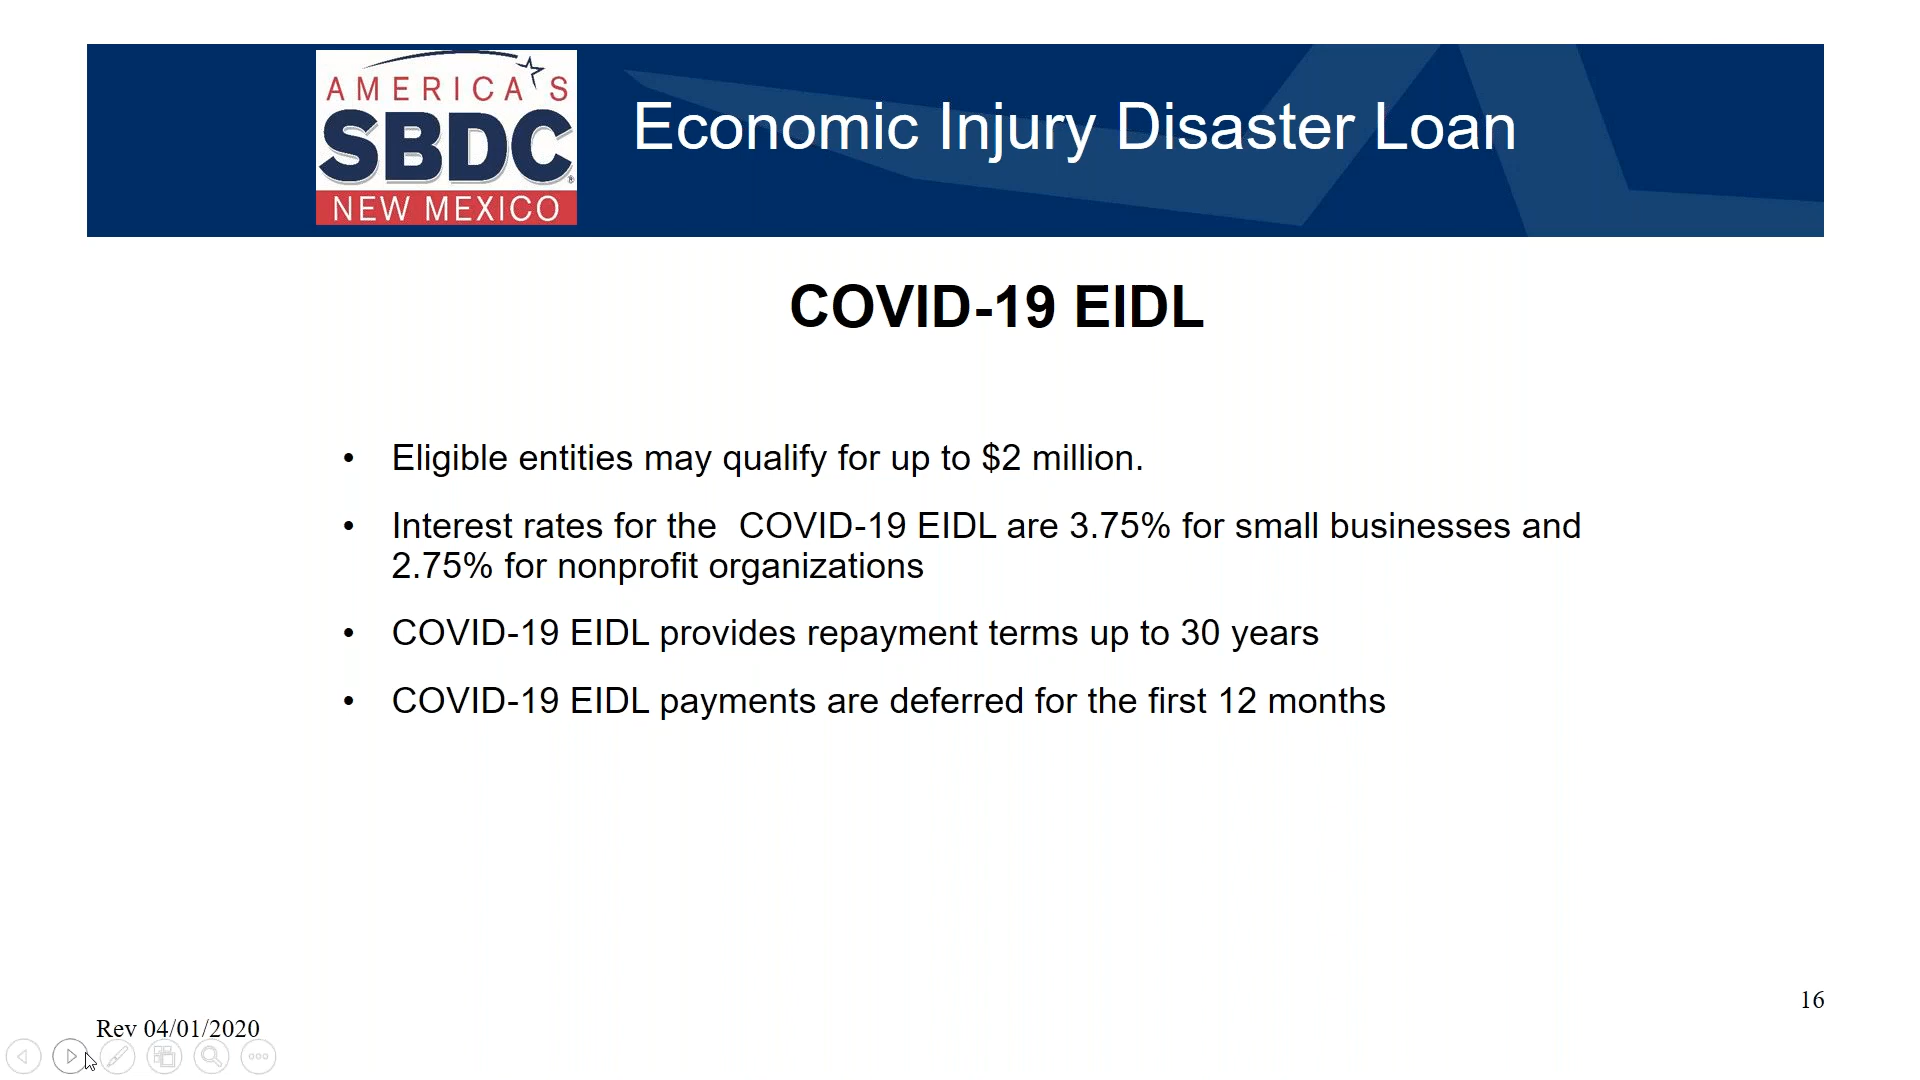 AMERICA'S
SBDC
NEW MEXICO
Economic Injury Disaster Loan
COVID-19 EIDL
• Eligible entities may qualify for up to $2 million.
• Interest rates for the  COVID-19 EIDL are 3.75% for small businesses and
2.75% for nonprofit organizations
• COVID-19 EIDL provides repayment terms up to 30 years
• COVID-19 EIDL payments are deferred for the first 12 months
16
Rev 04/01/2020